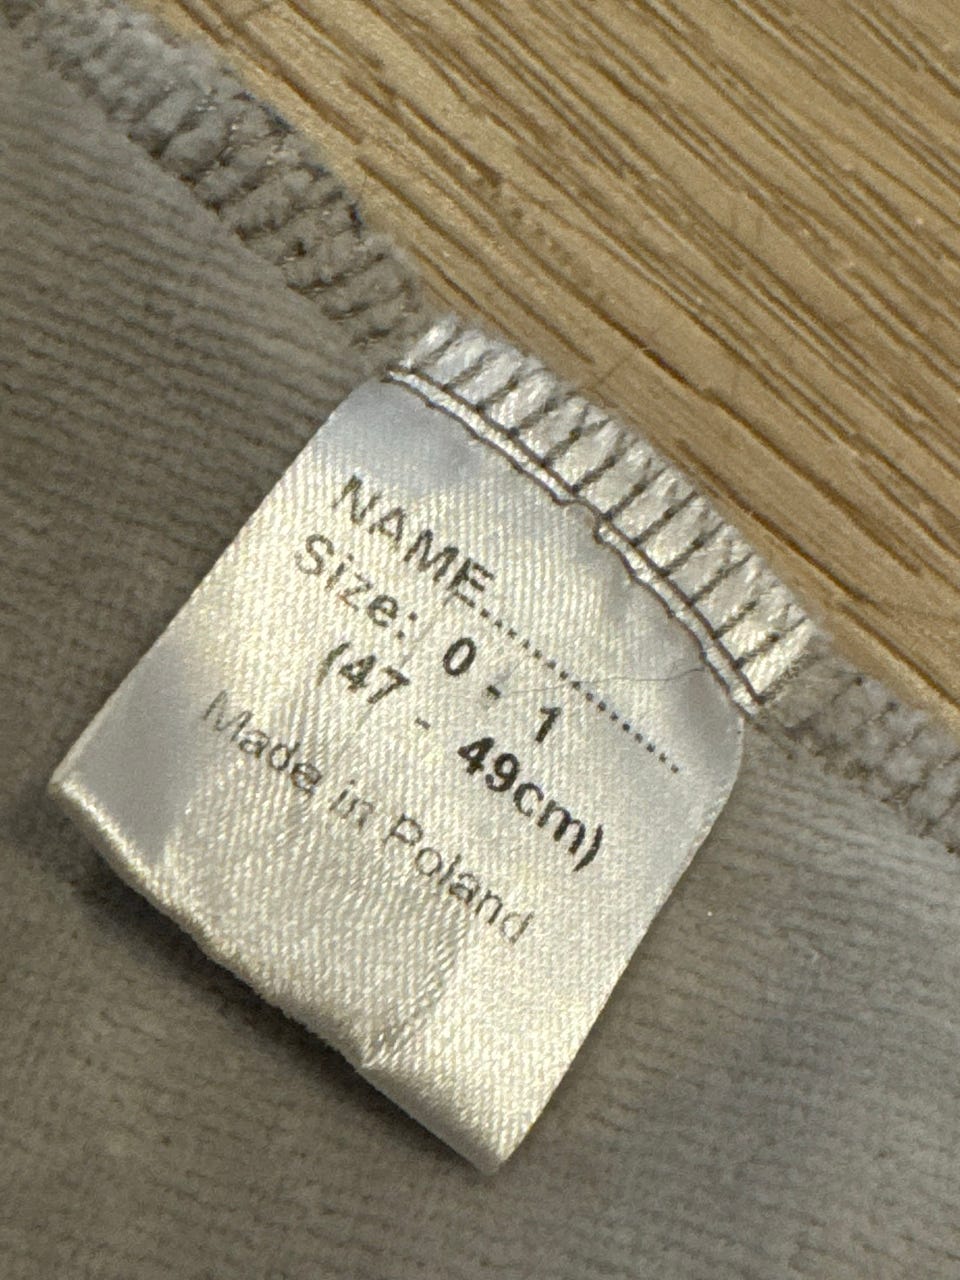 NAME..............................
Size: 0 - 1
(47 - 49cm)
Made in Poland